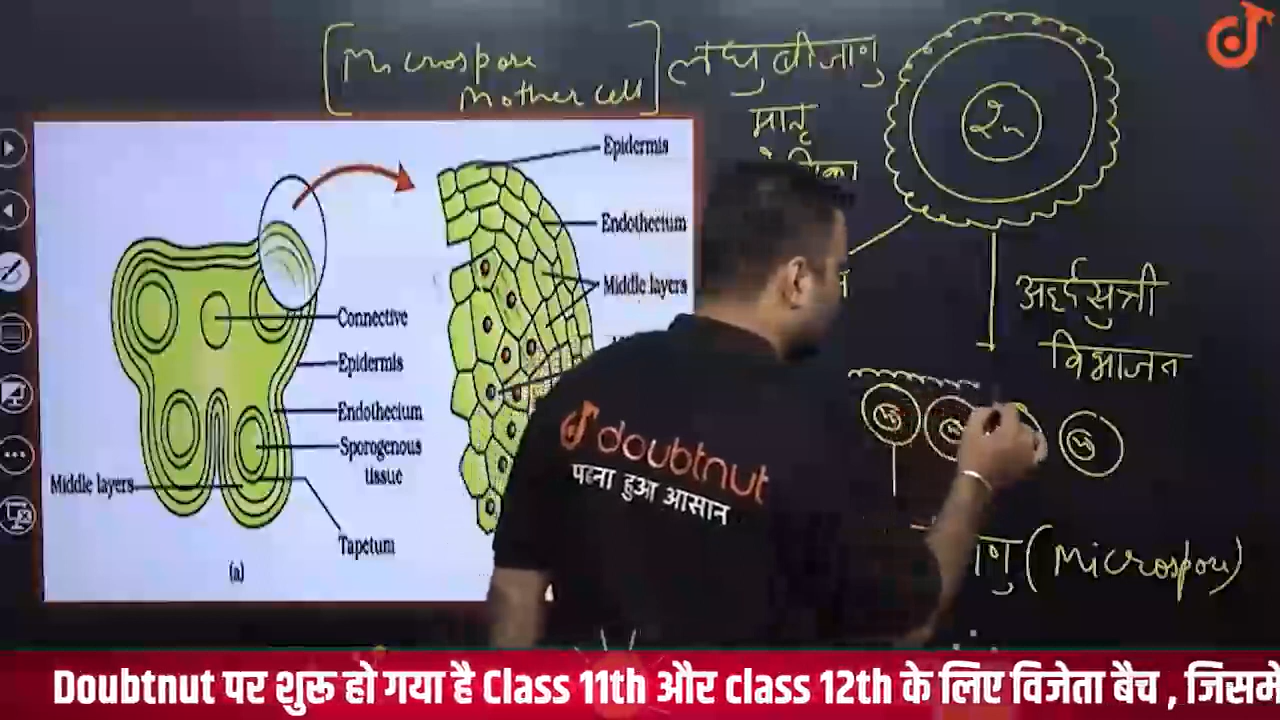 [Microspore
Mother cell]
लघुबीजाणु
मातृ
2n
Epidermis
Endothecium
Middle layers
Connective
Epidermis
Endothecium
Sporogenous
tissue
Middle layers
Tapetum
(a)
अर्द्धसुत्री
विभाजन
(Microspore)
doubtnut
पढना हुआ आसान
Doubtnut पर शुरू हो गया है Class 11th और class 12th के लिए विजेता बैच , जिसमे